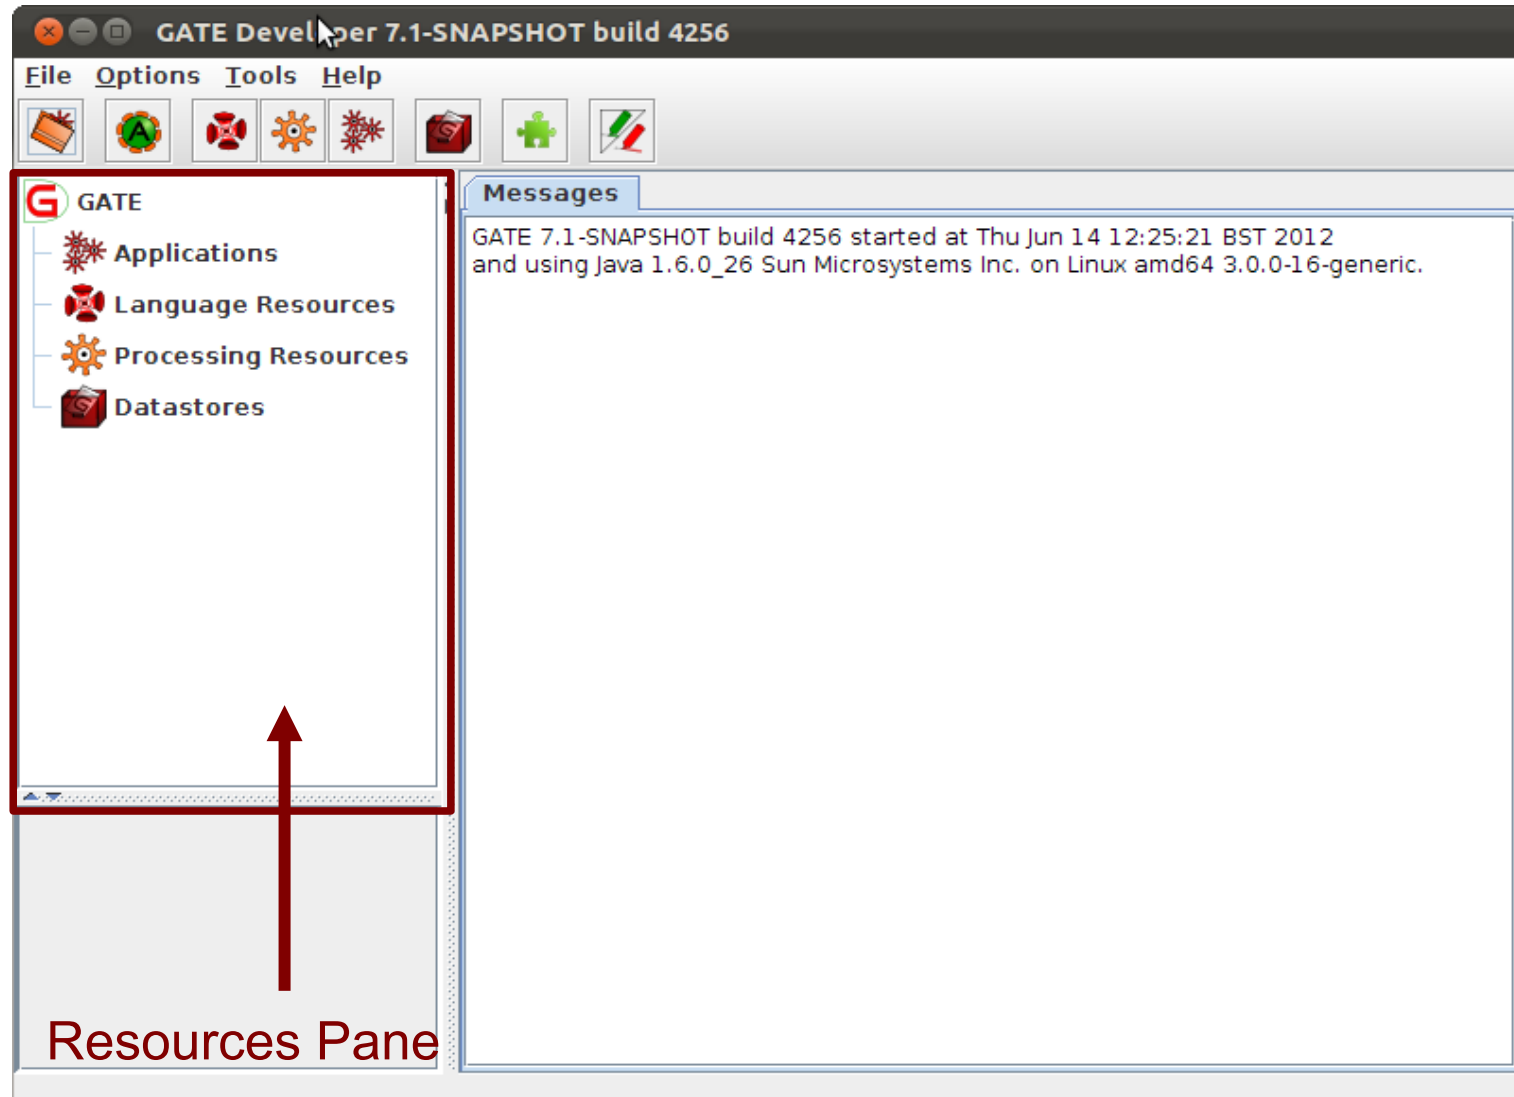 GATE Developer 7.1-SNAPSHOT build 4256
File Options Tools Help
GATE
Applications
Language Resources
Processing Resources
Datastores
Messages
GATE 7.1-SNAPSHOT build 4256 started at Thu Jun 14 12:25:21 BST 2012
and using Java 1.6.0_26 Sun Microsystems Inc. on Linux amd64 3.0.0-16-generic.
Resources Pane